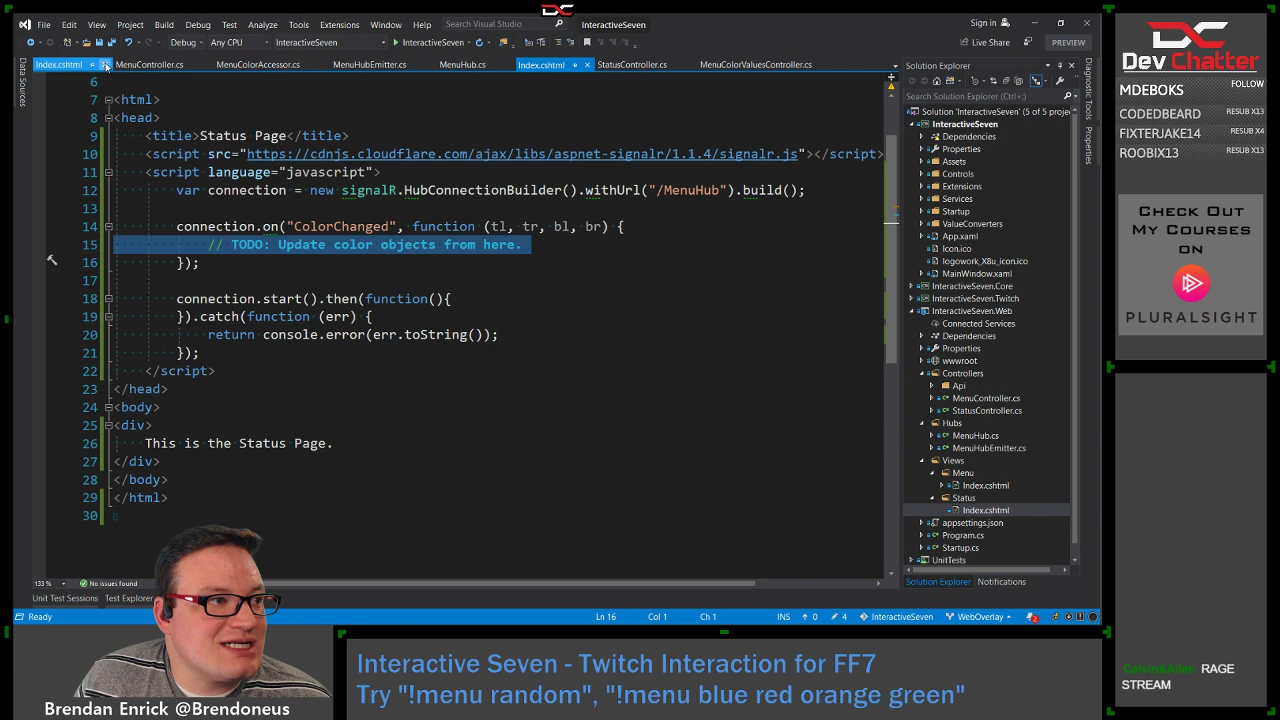 File Edit View Project Build Debug Test Analyze Tools Extensions Window Help Search Visual Studio InteractiveSeven Sign in
Debug Any CPU InteractiveSeven InteractiveSeven Live Share PREVIEW
Index.cshtml MenuController.cs MenuColorAccessor.cs MenuHubEmitter.cs MenuHub.cs Index.cshtml StatusController.cs MenuColorValuesController.cs
Data Sources
6
7 <html>
8 <head>
9 <title>Status Page</title>
10 <script src="https://cdnjs.cloudflare.com/ajax/libs/aspnet-signalr/1.1.4/signalr.js"></script>
11 <script language="javascript">
12 var connection = new signalR.HubConnectionBuilder().withUrl("/MenuHub").build();
13
14 connection.on("ColorChanged", function (tl, tr, bl, br) {
15 // TODO: Update color objects from here.
16 });
17
18 connection.start().then(function(){
19 }).catch(function (err) {
20 return console.error(err.toString());
21 });
22 </script>
23 </head>
24 <body>
25 <div>
26 This is the Status Page.
27 </div>
28 </body>
29 </html>
30
133 % No issues found
Unit Test Sessions Test Explorer
Ready Ln 16 Col 1 Ch 1 INS 0 4 InteractiveSeven WebOverlay 2
Solution Explorer
Search Solution Explorer (Ctrl+;)
Solution 'InteractiveSeven' (5 of 5 proje
InteractiveSeven
Dependencies
Properties
Assets
Controls
Extensions
Services
Startup
ValueConverters
App.xaml
Icon.ico
logowork_X8u_icon.ico
MainWindow.xaml
InteractiveSeven.Core
InteractiveSeven.Twitch
InteractiveSeven.Web
Connected Services
Dependencies
Properties
wwwroot
Controllers
Api
MenuController.cs
StatusController.cs
Hubs
MenuHub.cs
MenuHubEmitter.cs
Views
Menu
Index.cshtml
Status
Index.cshtml
appsettings.json
Program.cs
Startup.cs
UnitTests
Solution Explorer Notifications
Diagnostic Tools
Properties
DC
Dev Chatter
MDEBOKS FOLLOW
CODEDBEARD RESUB X13
FIXTERJAKE14 RESUB X4
ROOBIX13 RESUB X13
CHECK OUT
MY COURSES
ON
PLURALSIGHT
CalvinAAllen RAGE
STREAM
Interactive Seven - Twitch Interaction for FF7
Try "!menu random", "!menu blue red orange green"
Brendan Enrick @Brendoneus